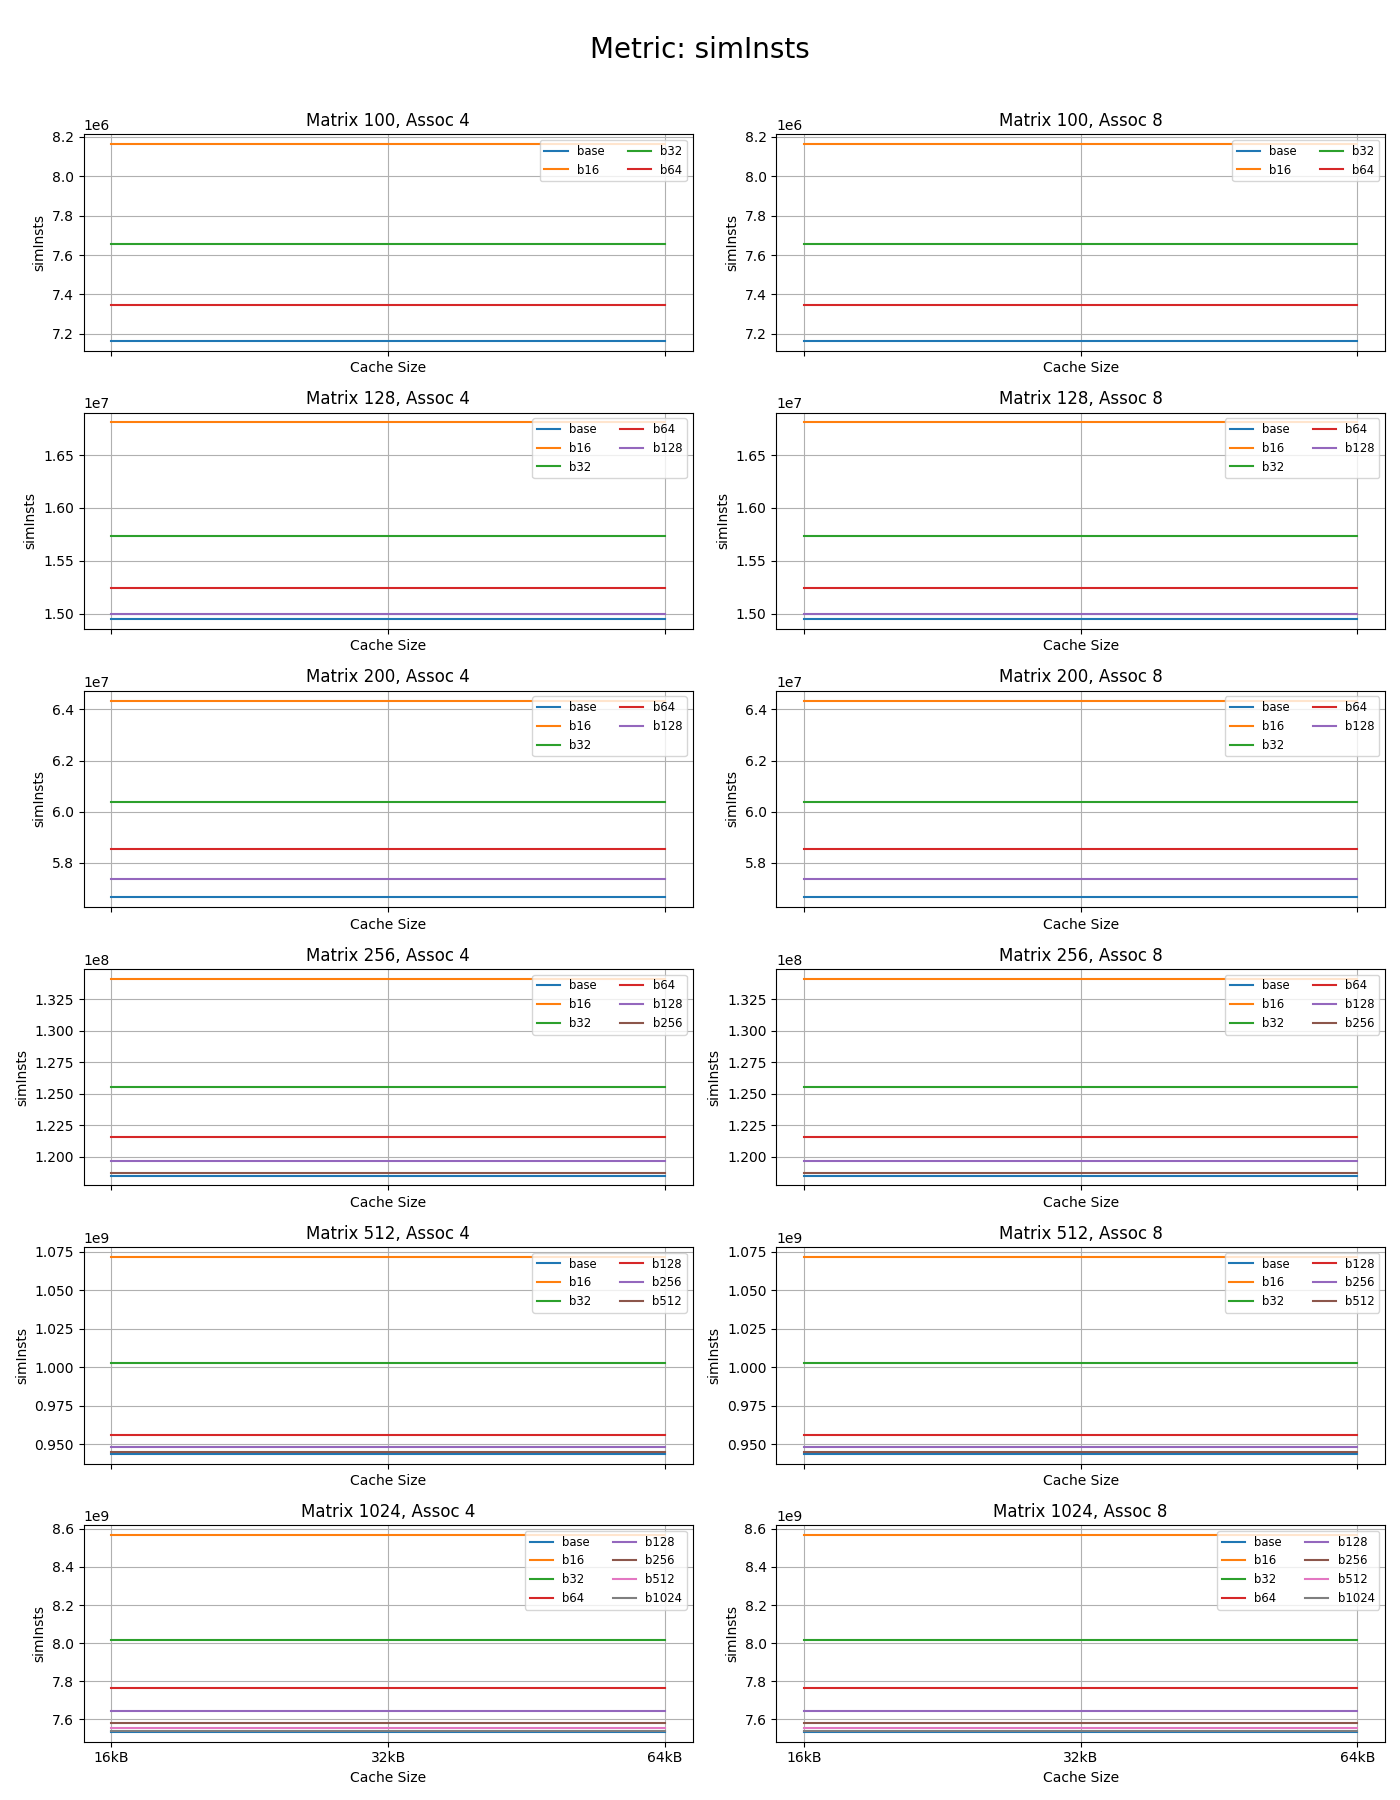 Metric: simInsts
Matrix 100, Assoc 4
1e6
8.2
8.0
7.8
7.6
7.4
7.2
simInsts
base b32
b16 b64
Cache Size
Matrix 100, Assoc 8
1e6
8.2
8.0
7.8
7.6
7.4
7.2
simInsts
base b32
b16 b64
Cache Size
Matrix 128, Assoc 4
1e7
1.65
1.60
1.55
1.50
simInsts
base b64
b16 b128
b32
Cache Size
Matrix 128, Assoc 8
1e7
1.65
1.60
1.55
1.50
simInsts
base b64
b16 b128
b32
Cache Size
Matrix 200, Assoc 4
1e7
6.4
6.2
6.0
5.8
simInsts
base b64
b16 b128
b32
Cache Size
Matrix 200, Assoc 8
1e7
6.4
6.2
6.0
5.8
simInsts
base b64
b16 b128
b32
Cache Size
Matrix 256, Assoc 4
1e8
1.325
1.300
1.275
1.250
1.225
1.200
simInsts
base b64
b16 b128
b32 b256
Cache Size
Matrix 256, Assoc 8
1e8
1.325
1.300
1.275
1.250
1.225
1.200
simInsts
base b64
b16 b128
b32 b256
Cache Size
Matrix 512, Assoc 4
1e9
1.075
1.050
1.025
1.000
0.975
0.950
simInsts
base b128
b16 b256
b32 b512
Cache Size
Matrix 512, Assoc 8
1e9
1.075
1.050
1.025
1.000
0.975
0.950
simInsts
base b128
b16 b256
b32 b512
Cache Size
Matrix 1024, Assoc 4
1e9
8.6
8.4
8.2
8.0
7.8
7.6
simInsts
base b128
b16 b256
b32 b512
b64 b1024
16kB 32kB 64kB
Cache Size
Matrix 1024, Assoc 8
1e9
8.6
8.4
8.2
8.0
7.8
7.6
simInsts
base b128
b16 b256
b32 b512
b64 b1024
16kB 32kB 64kB
Cache Size